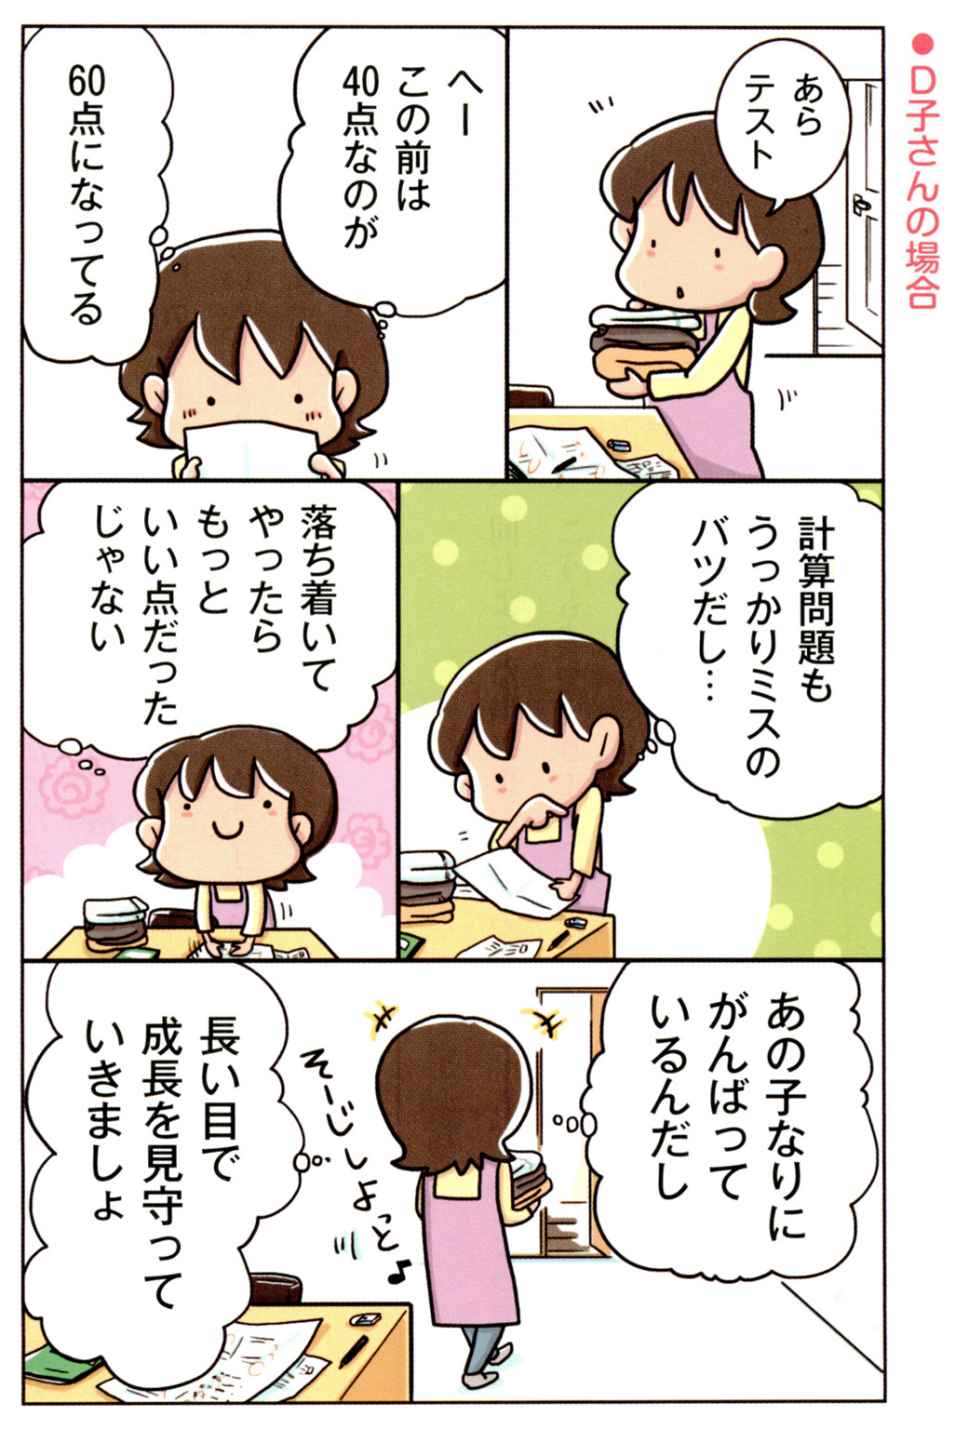 ●D子さんの場合
あら
テスト
へー
この前は
40点なのが
60点になってる
計算問題も
うっかりミスの
バツだし…
落ち着いて
やったら
もっと
いい点だった
じゃない
あの子なりに
がんばって
いるんだし
そーじしよっと♪
長い目で
成長を見守って
いきましょ